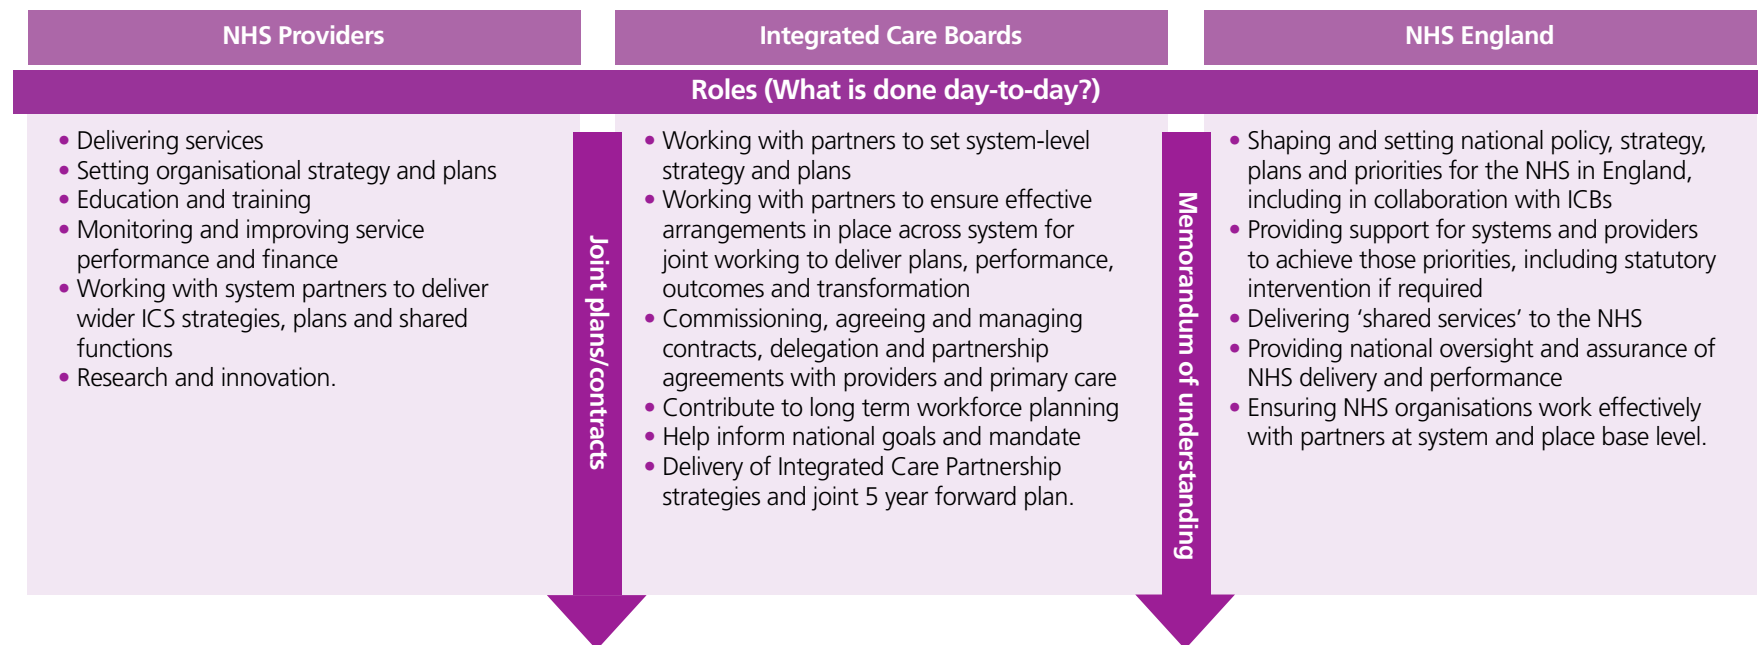 NHS Providers
Integrated Care Boards
NHS England
Roles (What is done day-to-day?)
• Delivering services
• Setting organisational strategy and plans
• Education and training
• Monitoring and improving service
performance and finance
• Working with system partners to deliver
wider ICS strategies, plans and shared
functions
• Research and innovation.
Joint plans/contracts
• Working with partners to set system-level
strategy and plans
• Working with partners to ensure effective
arrangements in place across system for
joint working to deliver plans, performance,
outcomes and transformation
• Commissioning, agreeing and managing
contracts, delegation and partnership
agreements with providers and primary care
• Contribute to long term workforce planning
• Help inform national goals and mandate
• Delivery of Integrated Care Partnership
strategies and joint 5 year forward plan.
Memorandum of understanding
• Shaping and setting national policy, strategy,
plans and priorities for the NHS in England,
including in collaboration with ICBs
• Providing support for systems and providers
to achieve those priorities, including statutory
intervention if required
• Delivering ‘shared services’ to the NHS
• Providing national oversight and assurance of
NHS delivery and performance
• Ensuring NHS organisations work effectively
with partners at system and place base level.